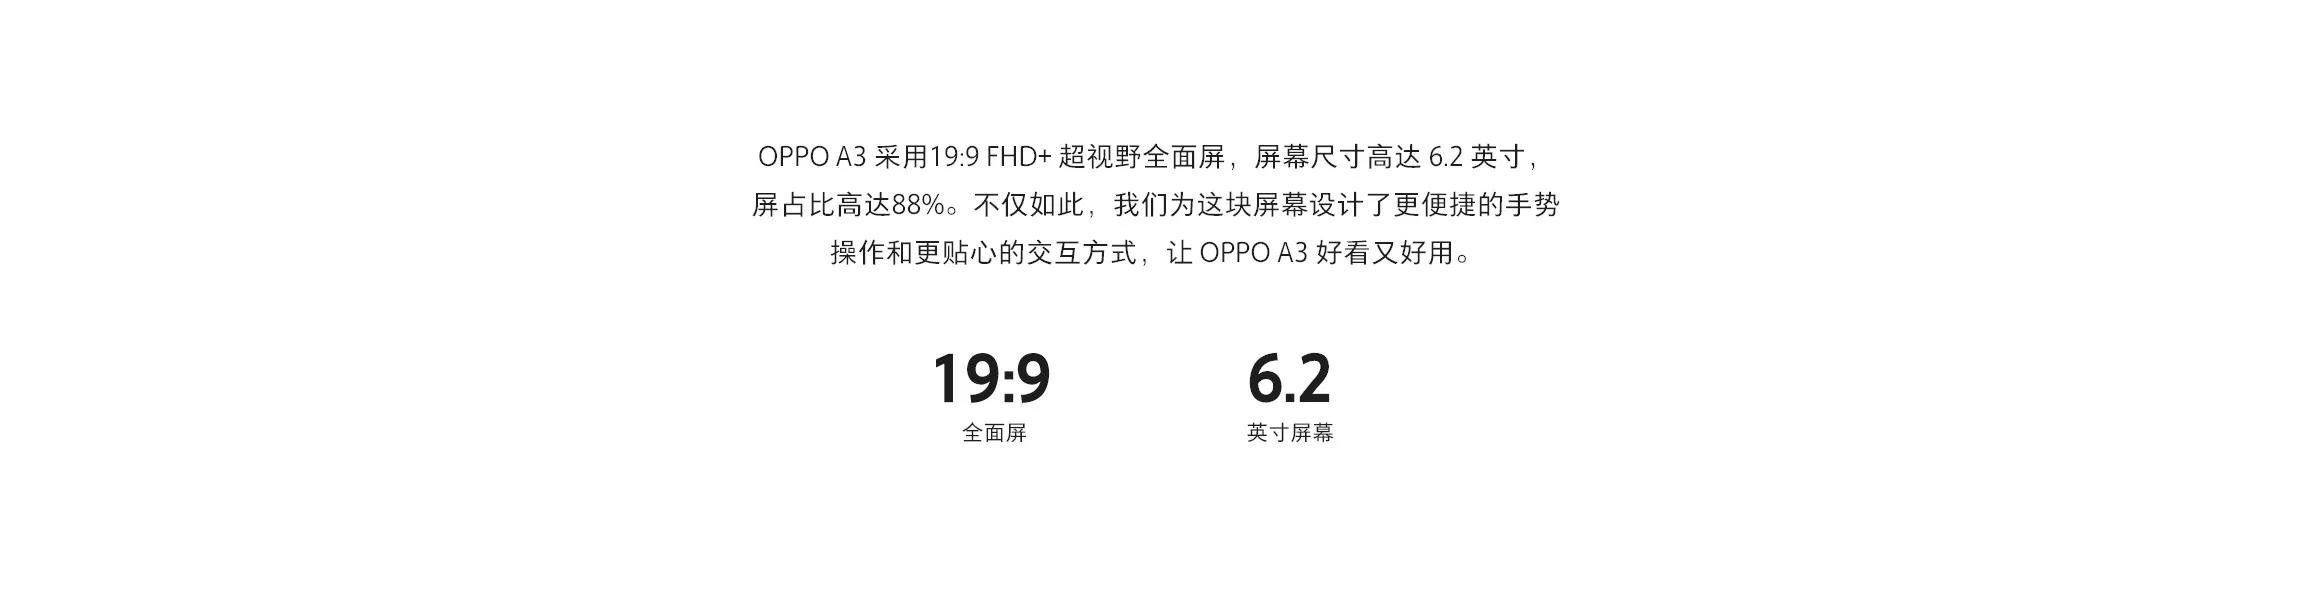 OPPO A3 采用19:9 FHD+ 超视野全面屏，屏幕尺寸高达 6.2 英寸，
屏占比高达88%。不仅如此，我们为这块屏幕设计了更便捷的手势
操作和更贴心的交互方式，让 OPPO A3 好看又好用。
19:9 6.2
全面屏 英寸屏幕